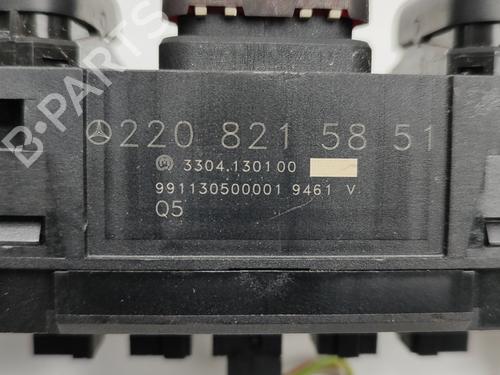 220 821 58 51
3304.130100
991130500001 9461 V
Q5
B-PARTS